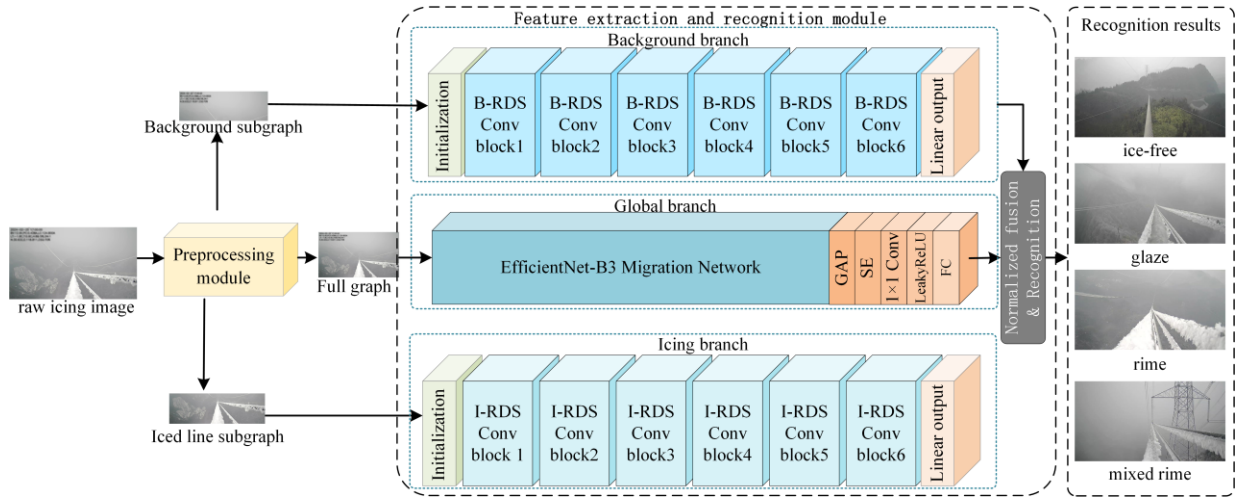 Feature extraction and recognition module
Background branch
Initialization
B-RDS
Conv
block1
B-RDS
Conv
block2
B-RDS
Conv
block3
B-RDS
Conv
block4
B-RDS
Conv
block5
B-RDS
Conv
block6
Linear output
Background subgraph
raw icing image
Preprocessing
module
Full graph
Iced line subgraph
Global branch
EfficientNet-B3 Migration Network
GAP
SE
1×1 Conv
LeakyReLU
FC
Icing branch
Initialization
I-RDS
Conv
block 1
I-RDS
Conv
block2
I-RDS
Conv
block3
I-RDS
Conv
block4
I-RDS
Conv
block5
I-RDS
Conv
block6
Linear output
Normalized fusion
& Recognition
Recognition results
ice-free
glaze
rime
mixed rime